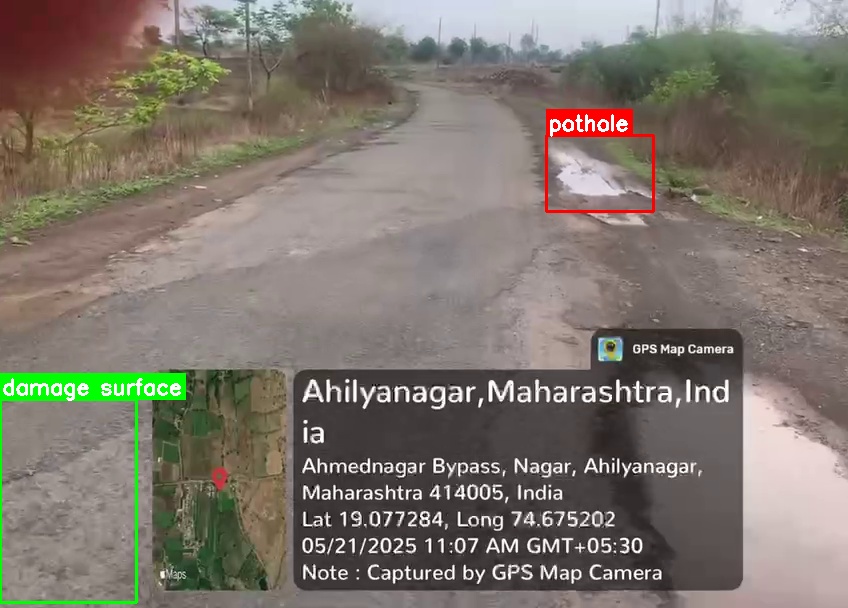 pothole
GPS Map Camera
damage surface
Ahilyanagar,Maharashtra,Ind
ia
Ahmednagar Bypass, Nagar, Ahilyanagar,
Maharashtra 414005, India
Lat 19.077284, Long 74.675202
05/21/2025 11:07 AM GMT+05:30
Note : Captured by GPS Map Camera
Maps